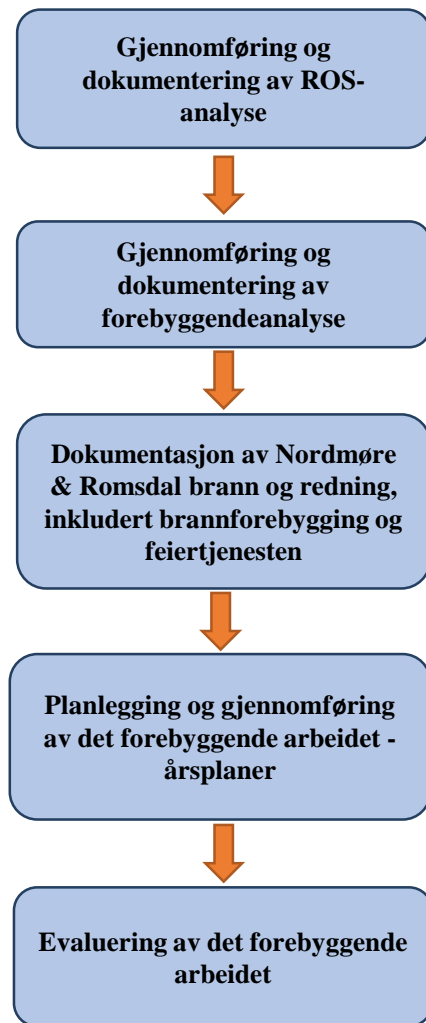 Gjennomføring og
dokumentering av ROS-
analyse
Gjennomføring og
dokumentering av
forebyggendeanalyse
Dokumentasjon av Nordmøre
& Romsdal brann og redning,
inkludert brannforebygging og
feiertjenesten
Planlegging og gjennomføring
av det forebyggende arbeidet -
årsplaner
Evaluering av det forebyggende
arbeidet